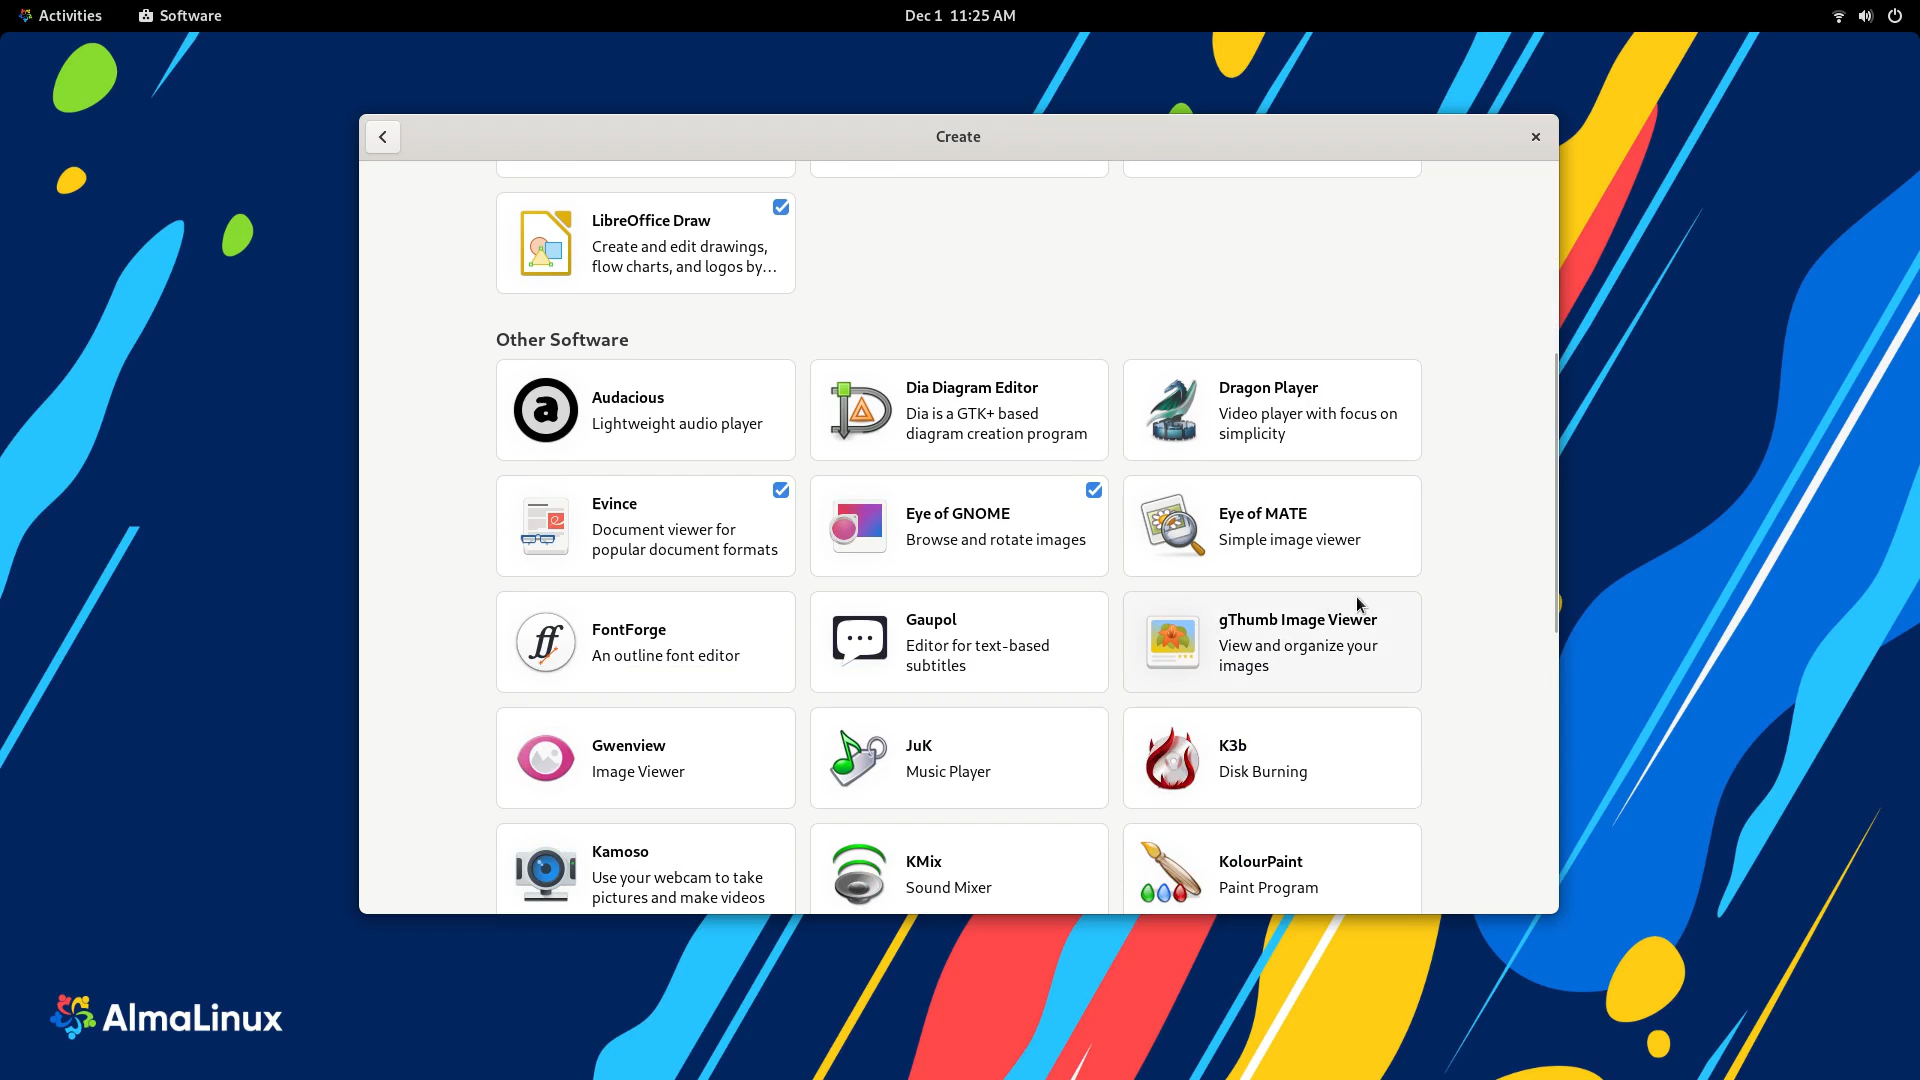 Activities
Software
Dec 1 11:25 AM
Create
LibreOffice Draw
Create and edit drawings,
flow charts, and logos by…
Other Software
Audacious
Lightweight audio player
Dia Diagram Editor
Dia is a GTK+ based
diagram creation program
Dragon Player
Video player with focus on
simplicity
Evince
Document viewer for
popular document formats
Eye of GNOME
Browse and rotate images
Eye of MATE
Simple image viewer
FontForge
An outline font editor
Gaupol
Editor for text-based
subtitles
gThumb Image Viewer
View and organize your
images
Gwenview
Image Viewer
JuK
Music Player
K3b
Disk Burning
Kamoso
Use your webcam to take
pictures and make videos
KMix
Sound Mixer
KolourPaint
Paint Program
AlmaLinux